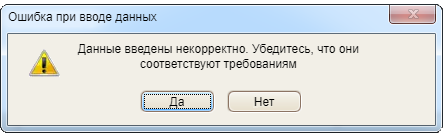 Ошибка при вводе данных
Данные введены некорректно. Убедитесь, что они
соответствуют требованиям
Да
Нет